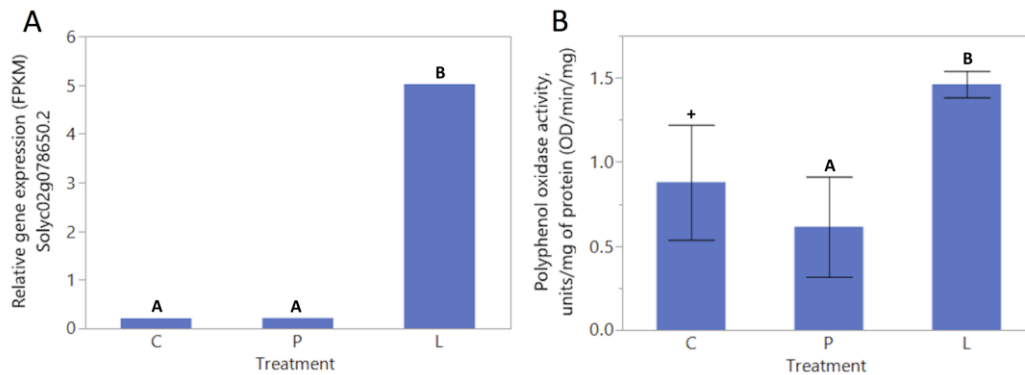 A
Relative gene expression (FPKM)
Solyc02g078650.2
6
5
4
3
2
1
0
A
A
B
C
P
L
Treatment
B
Polyphenol oxidase activity,
units/mg of protein (OD/min/mg)
1.5
1.0
0.5
0.0
+
A
B
C
P
L
Treatment